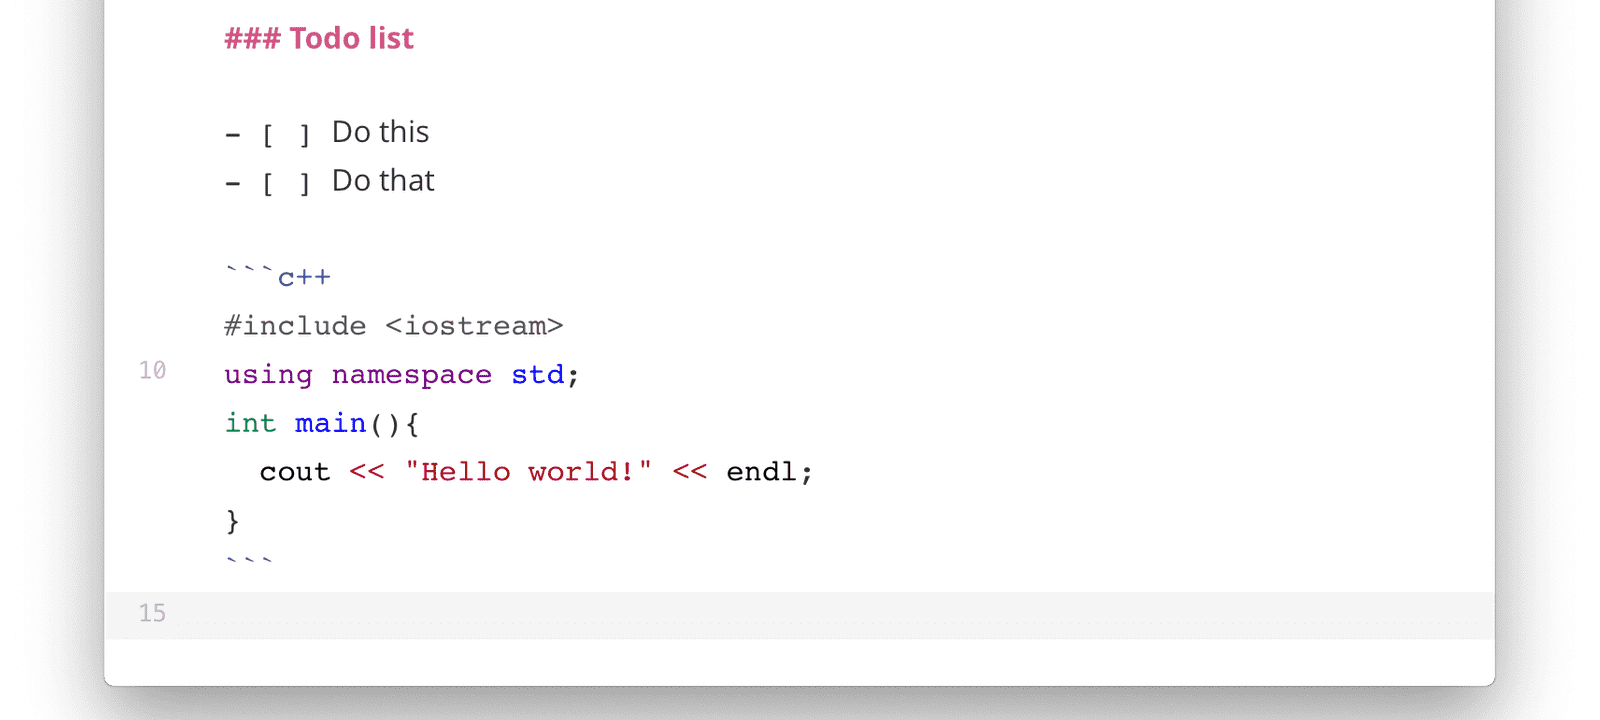 ### Todo list
- [ ] Do this
- [ ] Do that
```c++
#include <iostream>
10 using namespace std;
int main(){
  cout << "Hello world!" << endl;
}
```
15